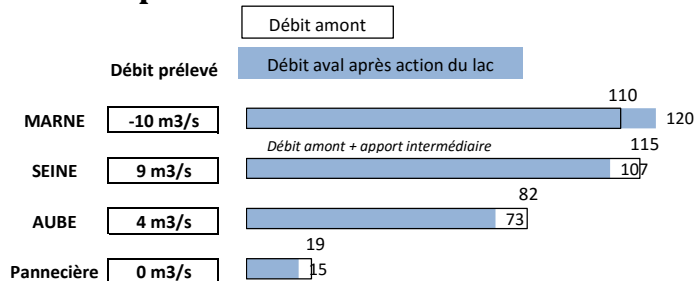 Débit amont
Débit prélevé
Débit aval après action du lac
110
MARNE
-10 m3/s
120
Débit amont + apport intermédiaire
115
SEINE
9 m3/s
107
82
AUBE
4 m3/s
73
19
Pannecière
0 m3/s
15